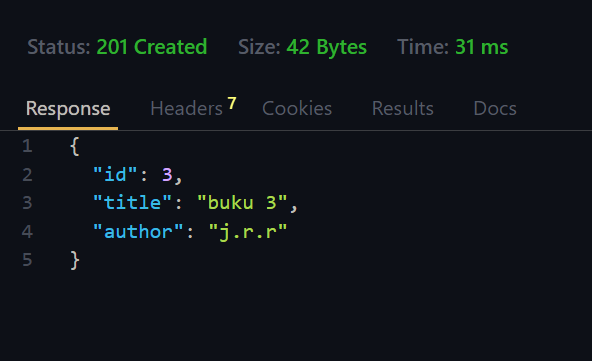 Status: 201 Created Size: 42 Bytes Time: 31 ms
Response Headers 7 Cookies Results Docs
1 {
2 "id": 3,
3 "title": "buku 3",
4 "author": "j.r.r"
5 }